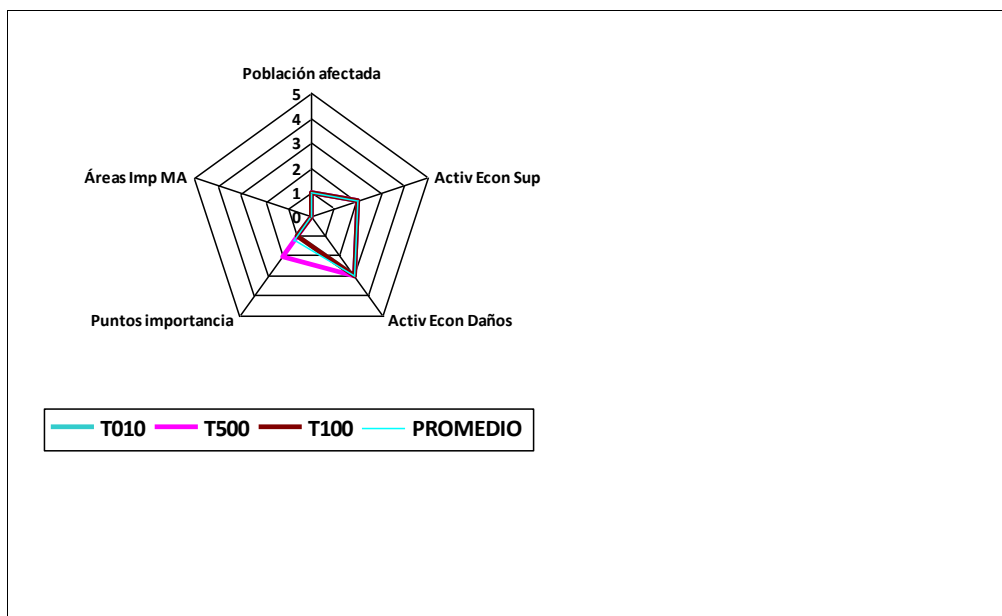 Población afectada
5
4
3
2
1
0
Áreas Imp MA
Activ Econ Sup
Puntos importancia
Activ Econ Daños
T010 T500 T100 PROMEDIO